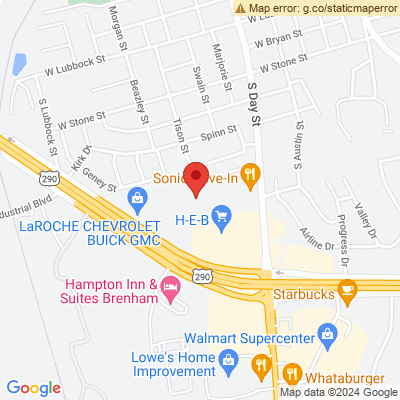 Map error: g.co/staticmaperror
W Bryan St
Morgan St
W Lubbock St
W Stone St
Marjorie St
Swain St
Beazley St
S Day St
S Lubbock St
W Stone St
Tison St
Spinn St
S Austin St
Kirk Dr
290
Geney St
Sonic
ve-In
ndustrial Blvd
LaROCHE CHEVROLET
BUICK GMC
H-E-B
Valley Dr
Airline Dr
Progress Dr
290
290
Hampton Inn &
Suites Brenham
Starbucks
Walmart Supercenter
Lowe's Home
Improvement
Whataburger
Google
Map data ©2024 Google